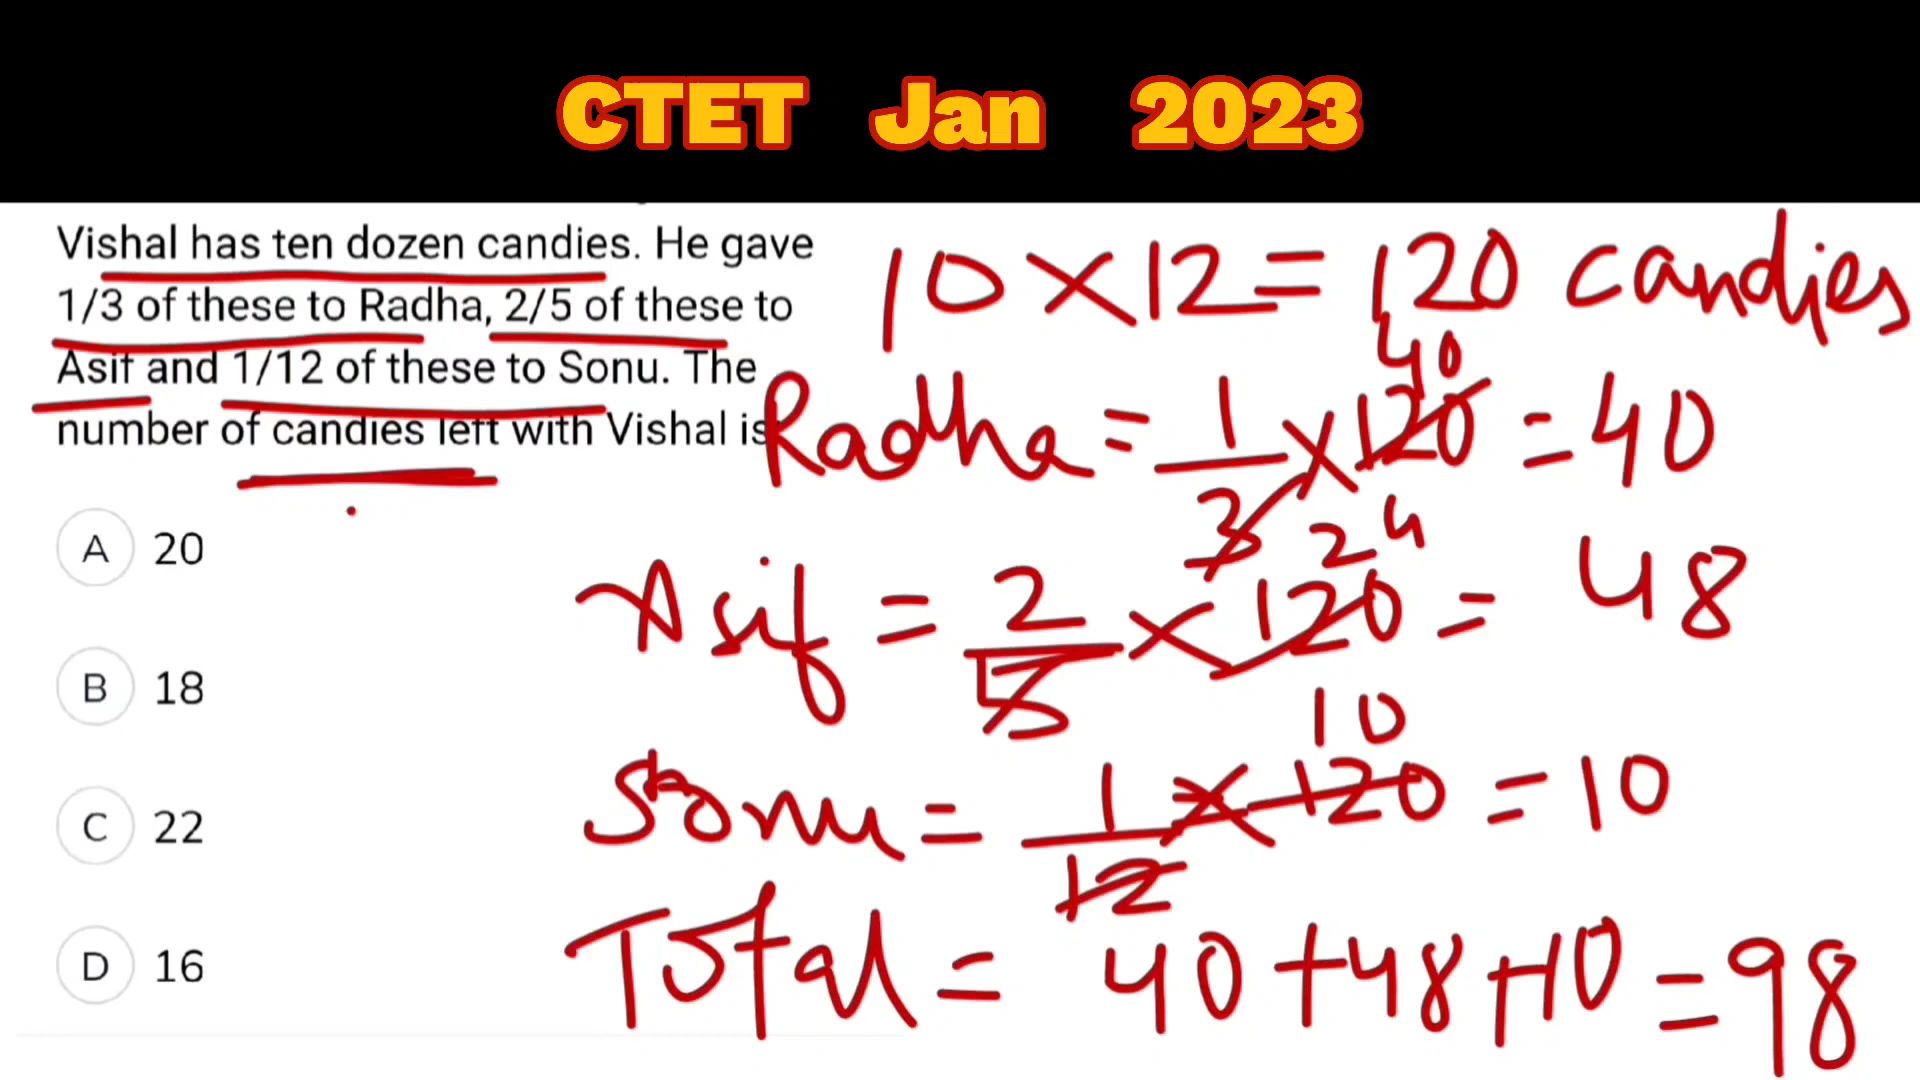 CTET Jan 2023
Vishal has ten dozen candies. He gave
1/3 of these to Radha, 2/5 of these to
Asif and 1/12 of these to Sonu. The
number of candies left with Vishal is
A 20
B 18
C 22
D 16
10 × 12 = 120 candies
40
Radha = 1/3 × 120 = 40
24
Asif = 2/5 × 120 = 48
10
Sonu = 1/12 × 120 = 10
Total = 40 + 48 + 10 = 98